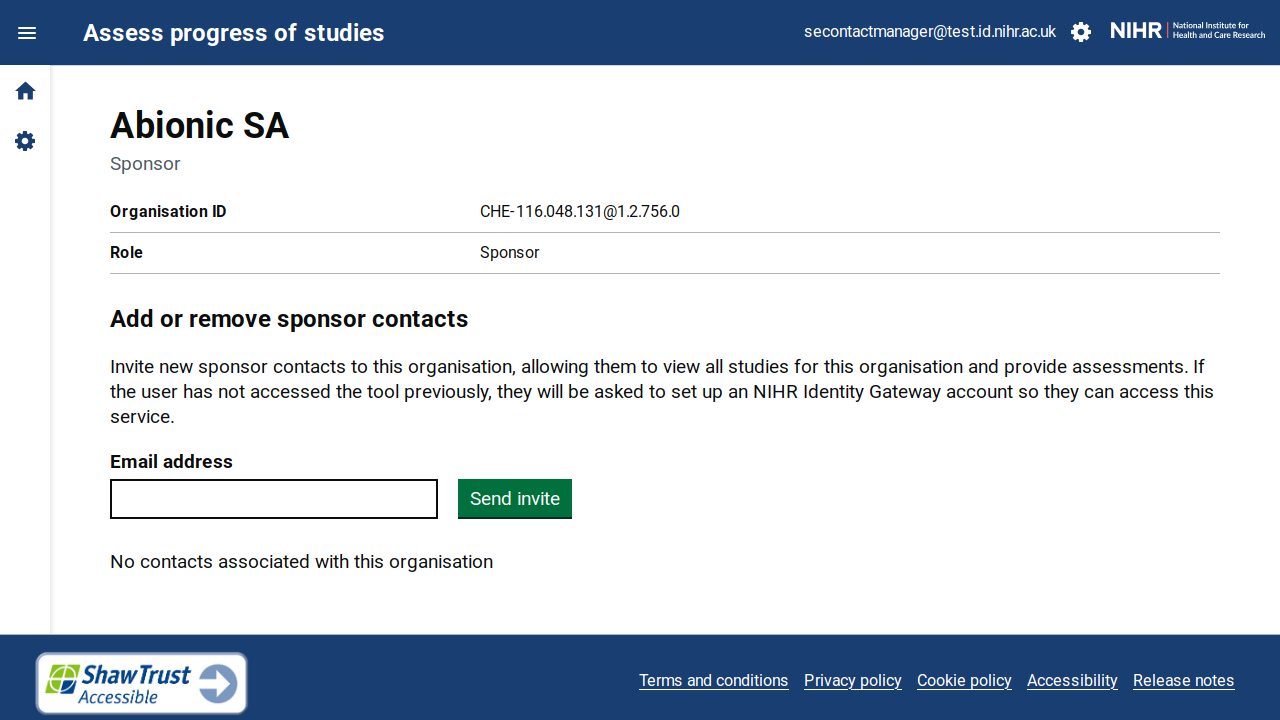 Assess progress of studies
secontactmanager@test.id.nihr.ac.uk
NIHR
National Institute for
Health and Care Research
Abionic SA
Sponsor
Organisation ID CHE-116.048.131@1.2.756.0
Role Sponsor
Add or remove sponsor contacts
Invite new sponsor contacts to this organisation, allowing them to view all studies for this organisation and provide assessments. If
the user has not accessed the tool previously, they will be asked to set up an NIHR Identity Gateway account so they can access this
service.
Email address
Send invite
No contacts associated with this organisation
ShawTrust
Accessible
Terms and conditions Privacy policy Cookie policy Accessibility Release notes